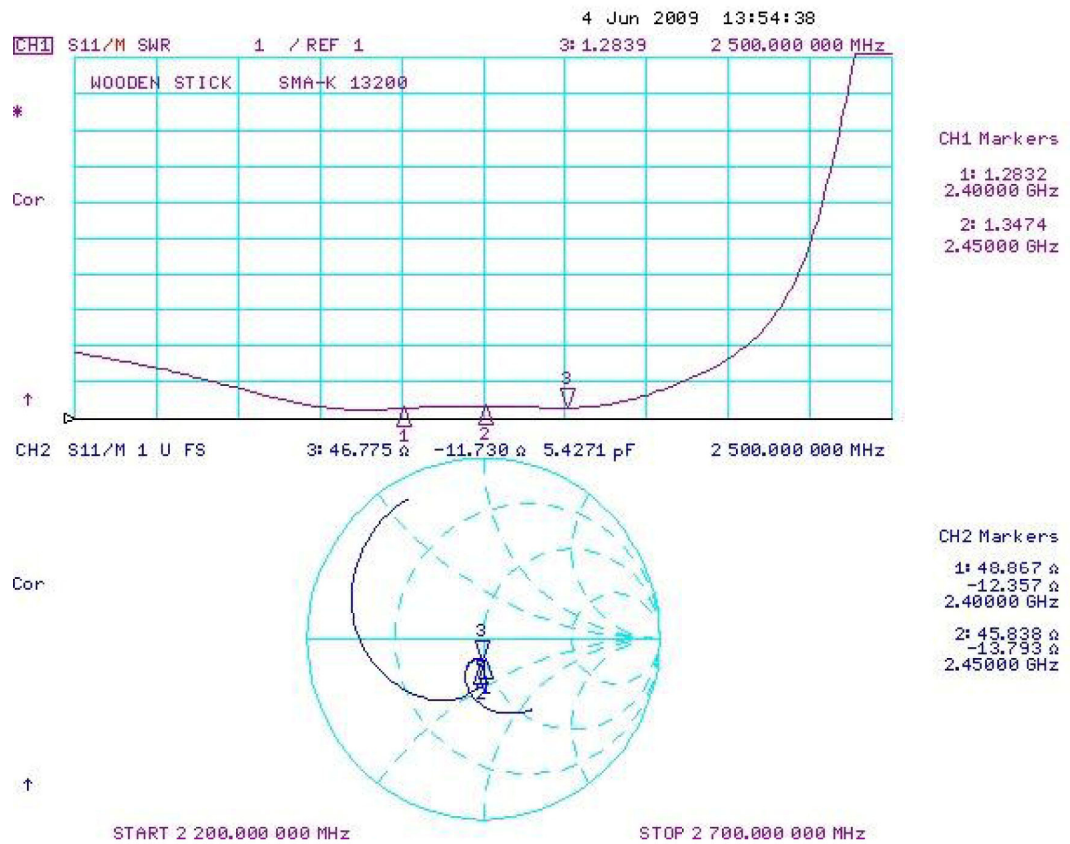 4 Jun 2009 13:54:38
CH1 S11/M SWR 1 / REF 1 3: 1.2839 2 500.000 000 MHz
WOODEN STICK SMA-K 13200
*
CH1 Markers
1: 1.2832
2.40000 GHz
Cor
2: 1.3474
2.45000 GHz
3
↑
1 2
CH2 S11/M 1 U FS 3: 46.775 Ω -11.730 Ω 5.4271 pF 2 500.000 000 MHz
CH2 Markers
1: 48.867 Ω
-12.357 Ω
2.40000 GHz
Cor
2: 45.838 Ω
-13.793 Ω
2.45000 GHz
3
1
2
↑
START 2 200.000 000 MHz STOP 2 700.000 000 MHz